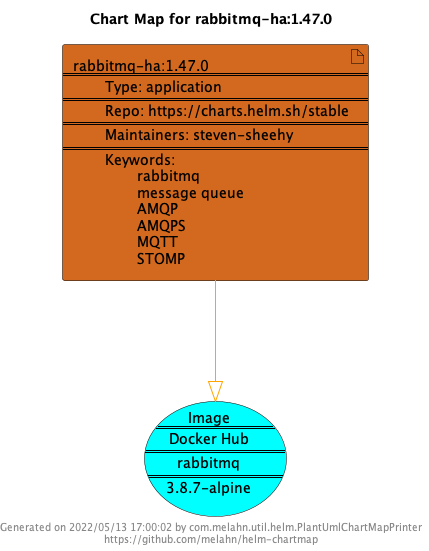 Chart Map for rabbitmq-ha:1.47.0
rabbitmq-ha:1.47.0
Type: application
Repo: https://charts.helm.sh/stable
Maintainers: steven-sheehy
Keywords:
rabbitmq
message queue
AMQP
AMQPS
MQTT
STOMP
Image
Docker Hub
rabbitmq
3.8.7-alpine
Generated on 2022/05/13 17:00:02 by com.melahn.util.helm.PlantUmlChartMapPrinter
https://github.com/melahn/helm-chartmap